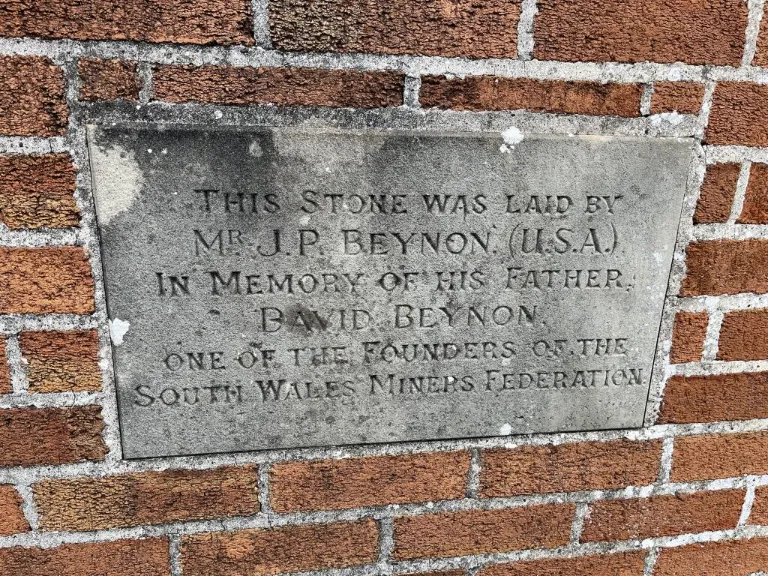 THIS STONE WAS LAID BY
MR. J.P. BEYNON. (U.S.A.)
IN MEMORY OF HIS FATHER,
DAVID BEYNON.
ONE OF THE FOUNDERS OF THE
SOUTH WALES MINERS FEDERATION.